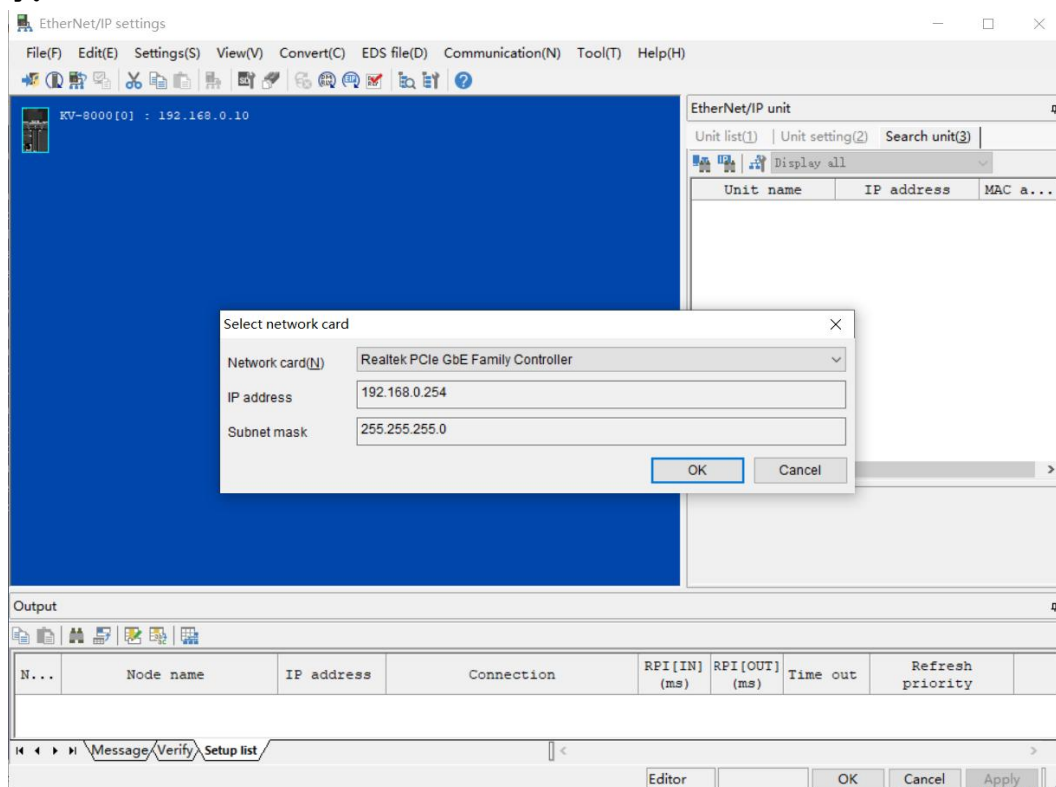 EtherNet/IP settings
File(F) Edit(E) Settings(S) View(V) Convert(C) EDS file(D) Communication(N) Tool(T) Help(H)
KV-8000[0] : 192.168.0.10
EtherNet/IP unit
Unit list(1) Unit setting(2) Search unit(3)
Display all
Unit name IP address MAC a...
Select network card
Network card(N) Realtek PCIe GbE Family Controller
IP address 192.168.0.254
Subnet mask 255.255.255.0
OK Cancel
Output
N... Node name IP address Connection RPI[IN] (ms) RPI[OUT] (ms) Time out Refresh priority
Message Verify Setup list
Editor OK Cancel Apply